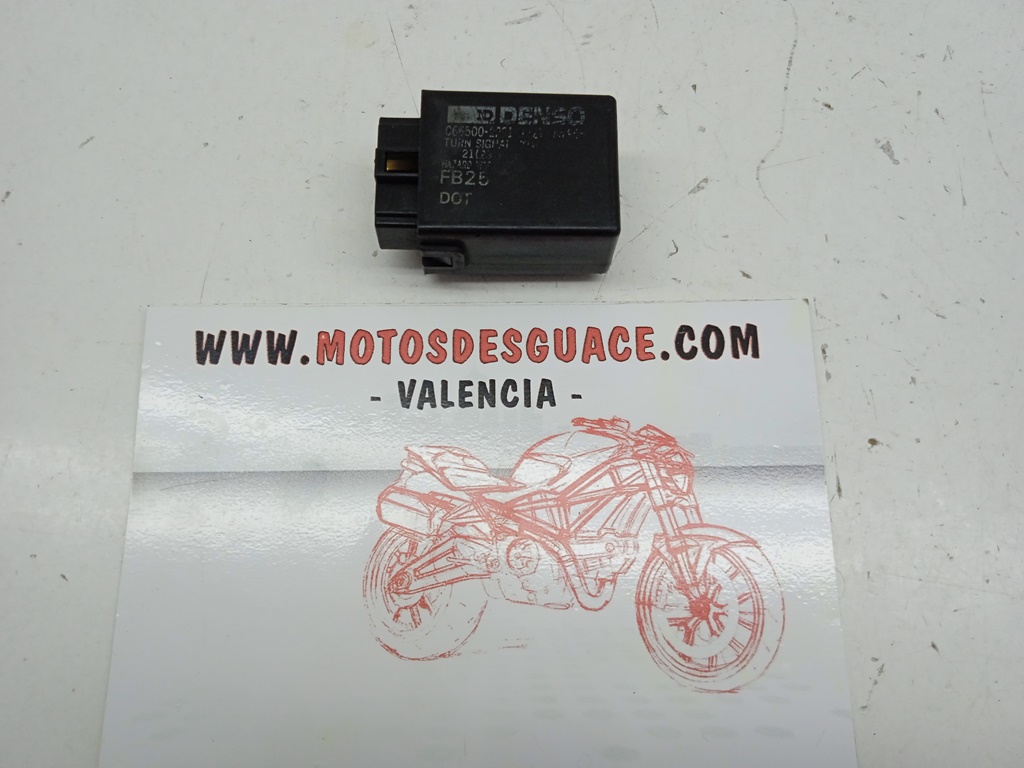 DENSO
TURN SIGNAL
FB25
DOT
WWW.MOTOSDESGUACE.COM
- VALENCIA -